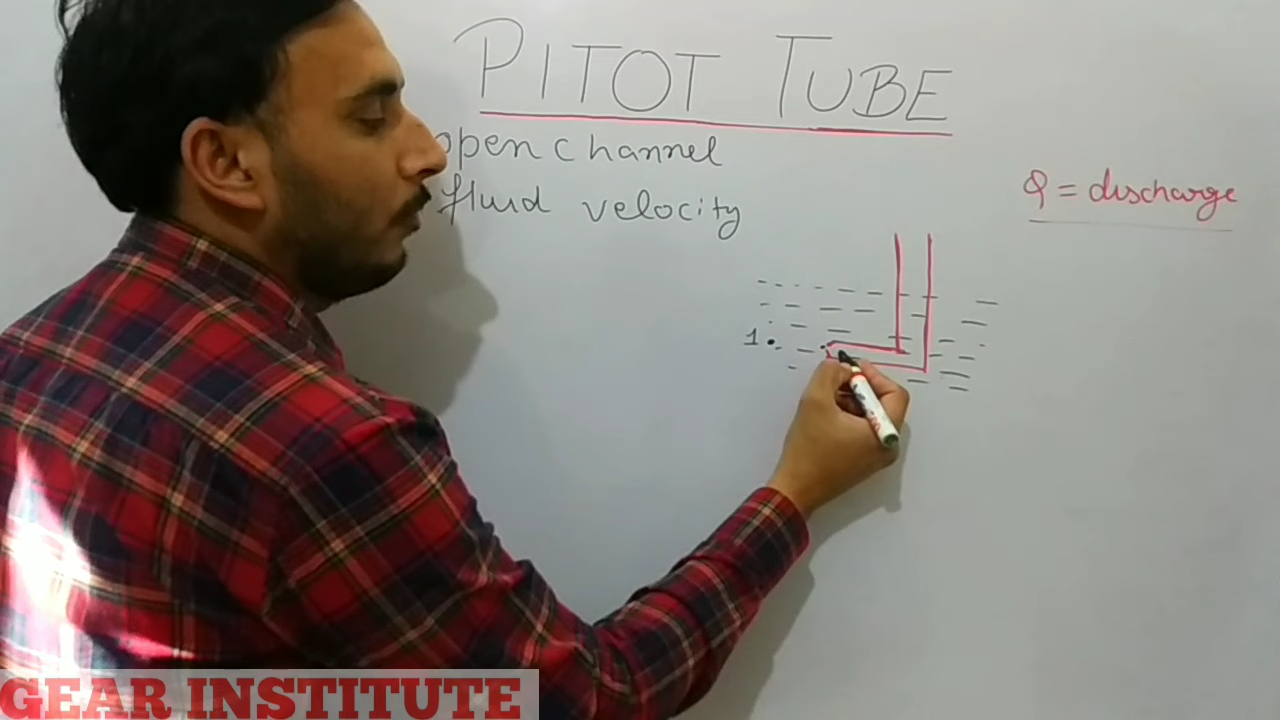 PITOT TUBE
open channel
fluid velocity
Q = discharge
1
GEAR INSTITUTE